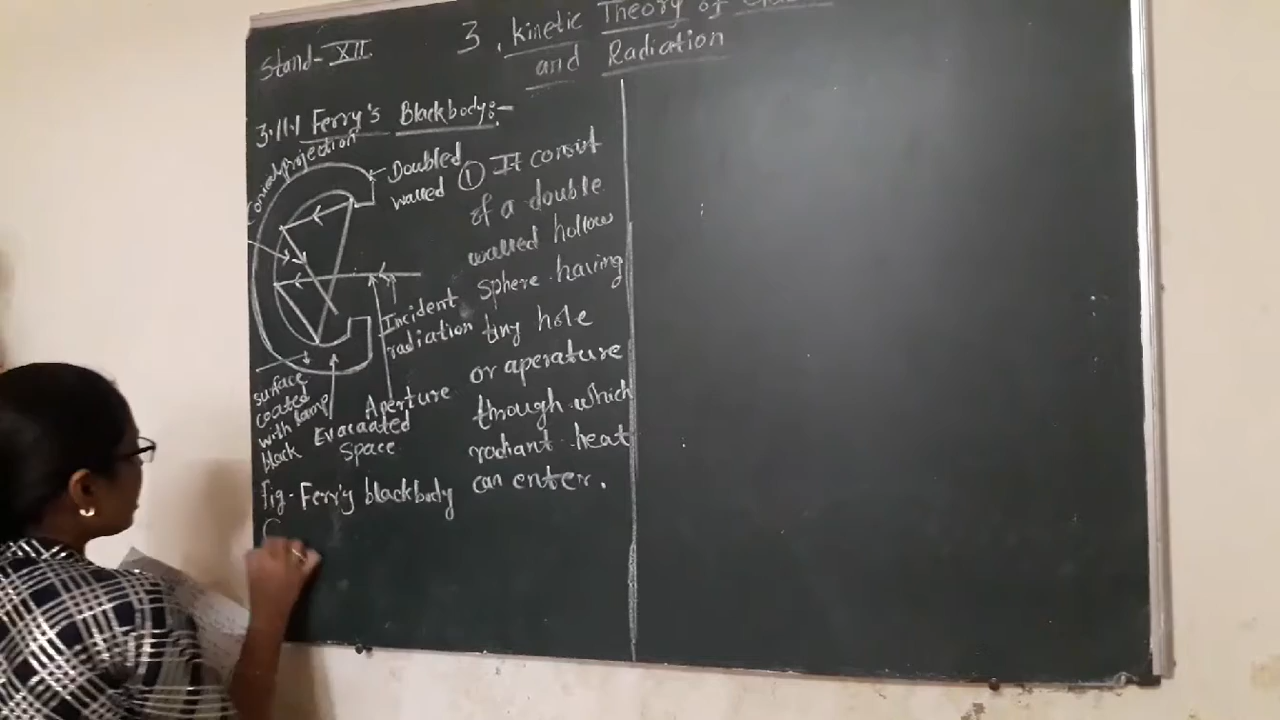 Stand-XII
3. Kinetic Theory of
and Radiation
3.11.1 Ferry's Blackbody:-
Conical projection
Doubled
walled
Incident
radiation
Aperture
Surface
coated
with lamp
black
Evacuated
Space
Fig- Ferry's blackbody
① It consist
of a double
walled hollow
sphere having
tiny hole
or aperature
through which
radiant heat
can enter.